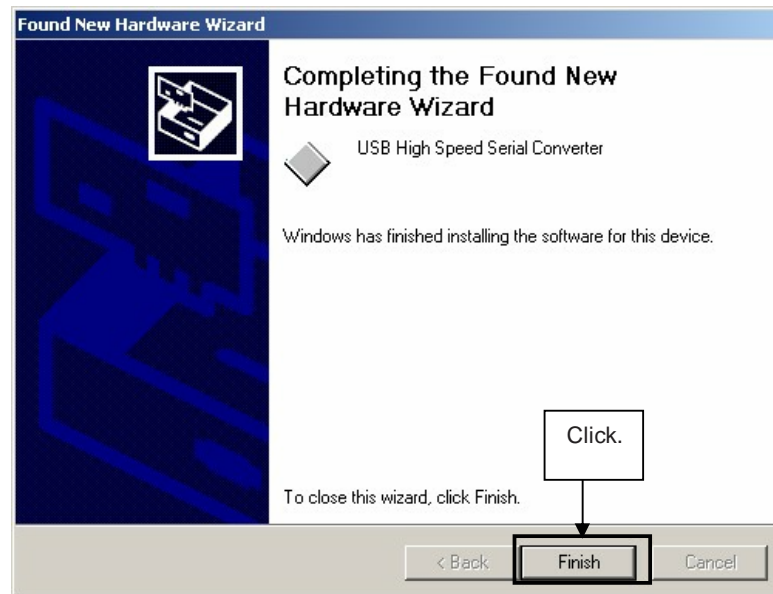 Found New Hardware Wizard
Completing the Found New
Hardware Wizard
USB High Speed Serial Converter
Windows has finished installing the software for this device.
Click.
To close this wizard, click Finish.
< Back
Finish
Cancel